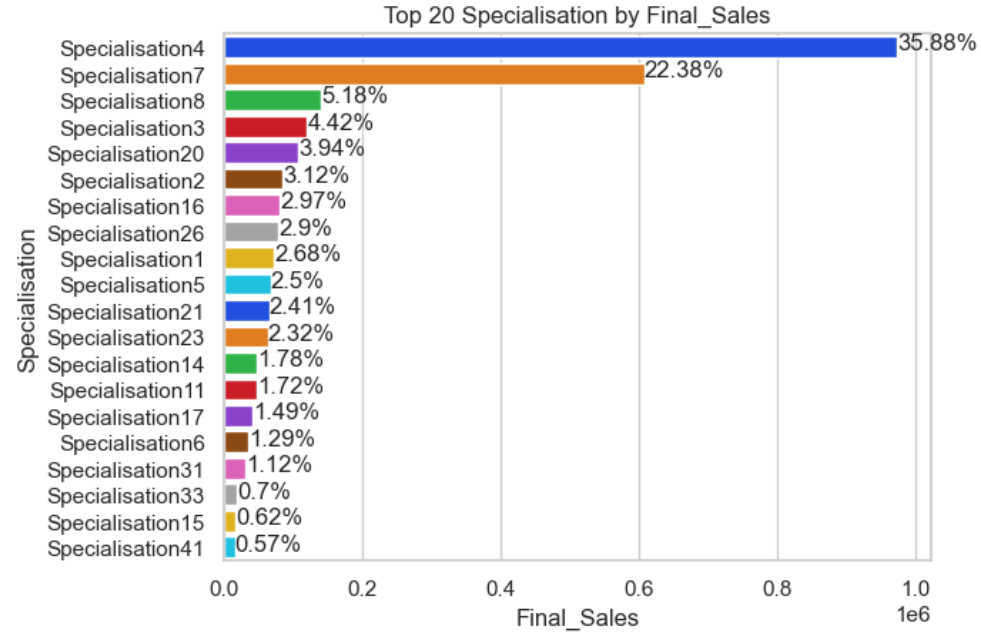 Top 20 Specialisation by Final_Sales
Specialisation
Specialisation4 35.88%
Specialisation7 22.38%
Specialisation8 5.18%
Specialisation3 4.42%
Specialisation20 3.94%
Specialisation2 3.12%
Specialisation16 2.97%
Specialisation26 2.9%
Specialisation1 2.68%
Specialisation5 2.5%
Specialisation21 2.41%
Specialisation23 2.32%
Specialisation14 1.78%
Specialisation11 1.72%
Specialisation17 1.49%
Specialisation6 1.29%
Specialisation31 1.12%
Specialisation33 0.7%
Specialisation15 0.62%
Specialisation41 0.57%
0.0 0.2 0.4 0.6 0.8 1.0
1e6
Final_Sales